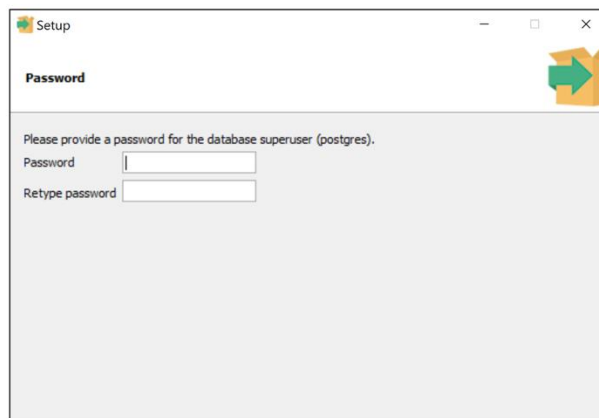 Setup
Password
Please provide a password for the database superuser (postgres).
Password
Retype password